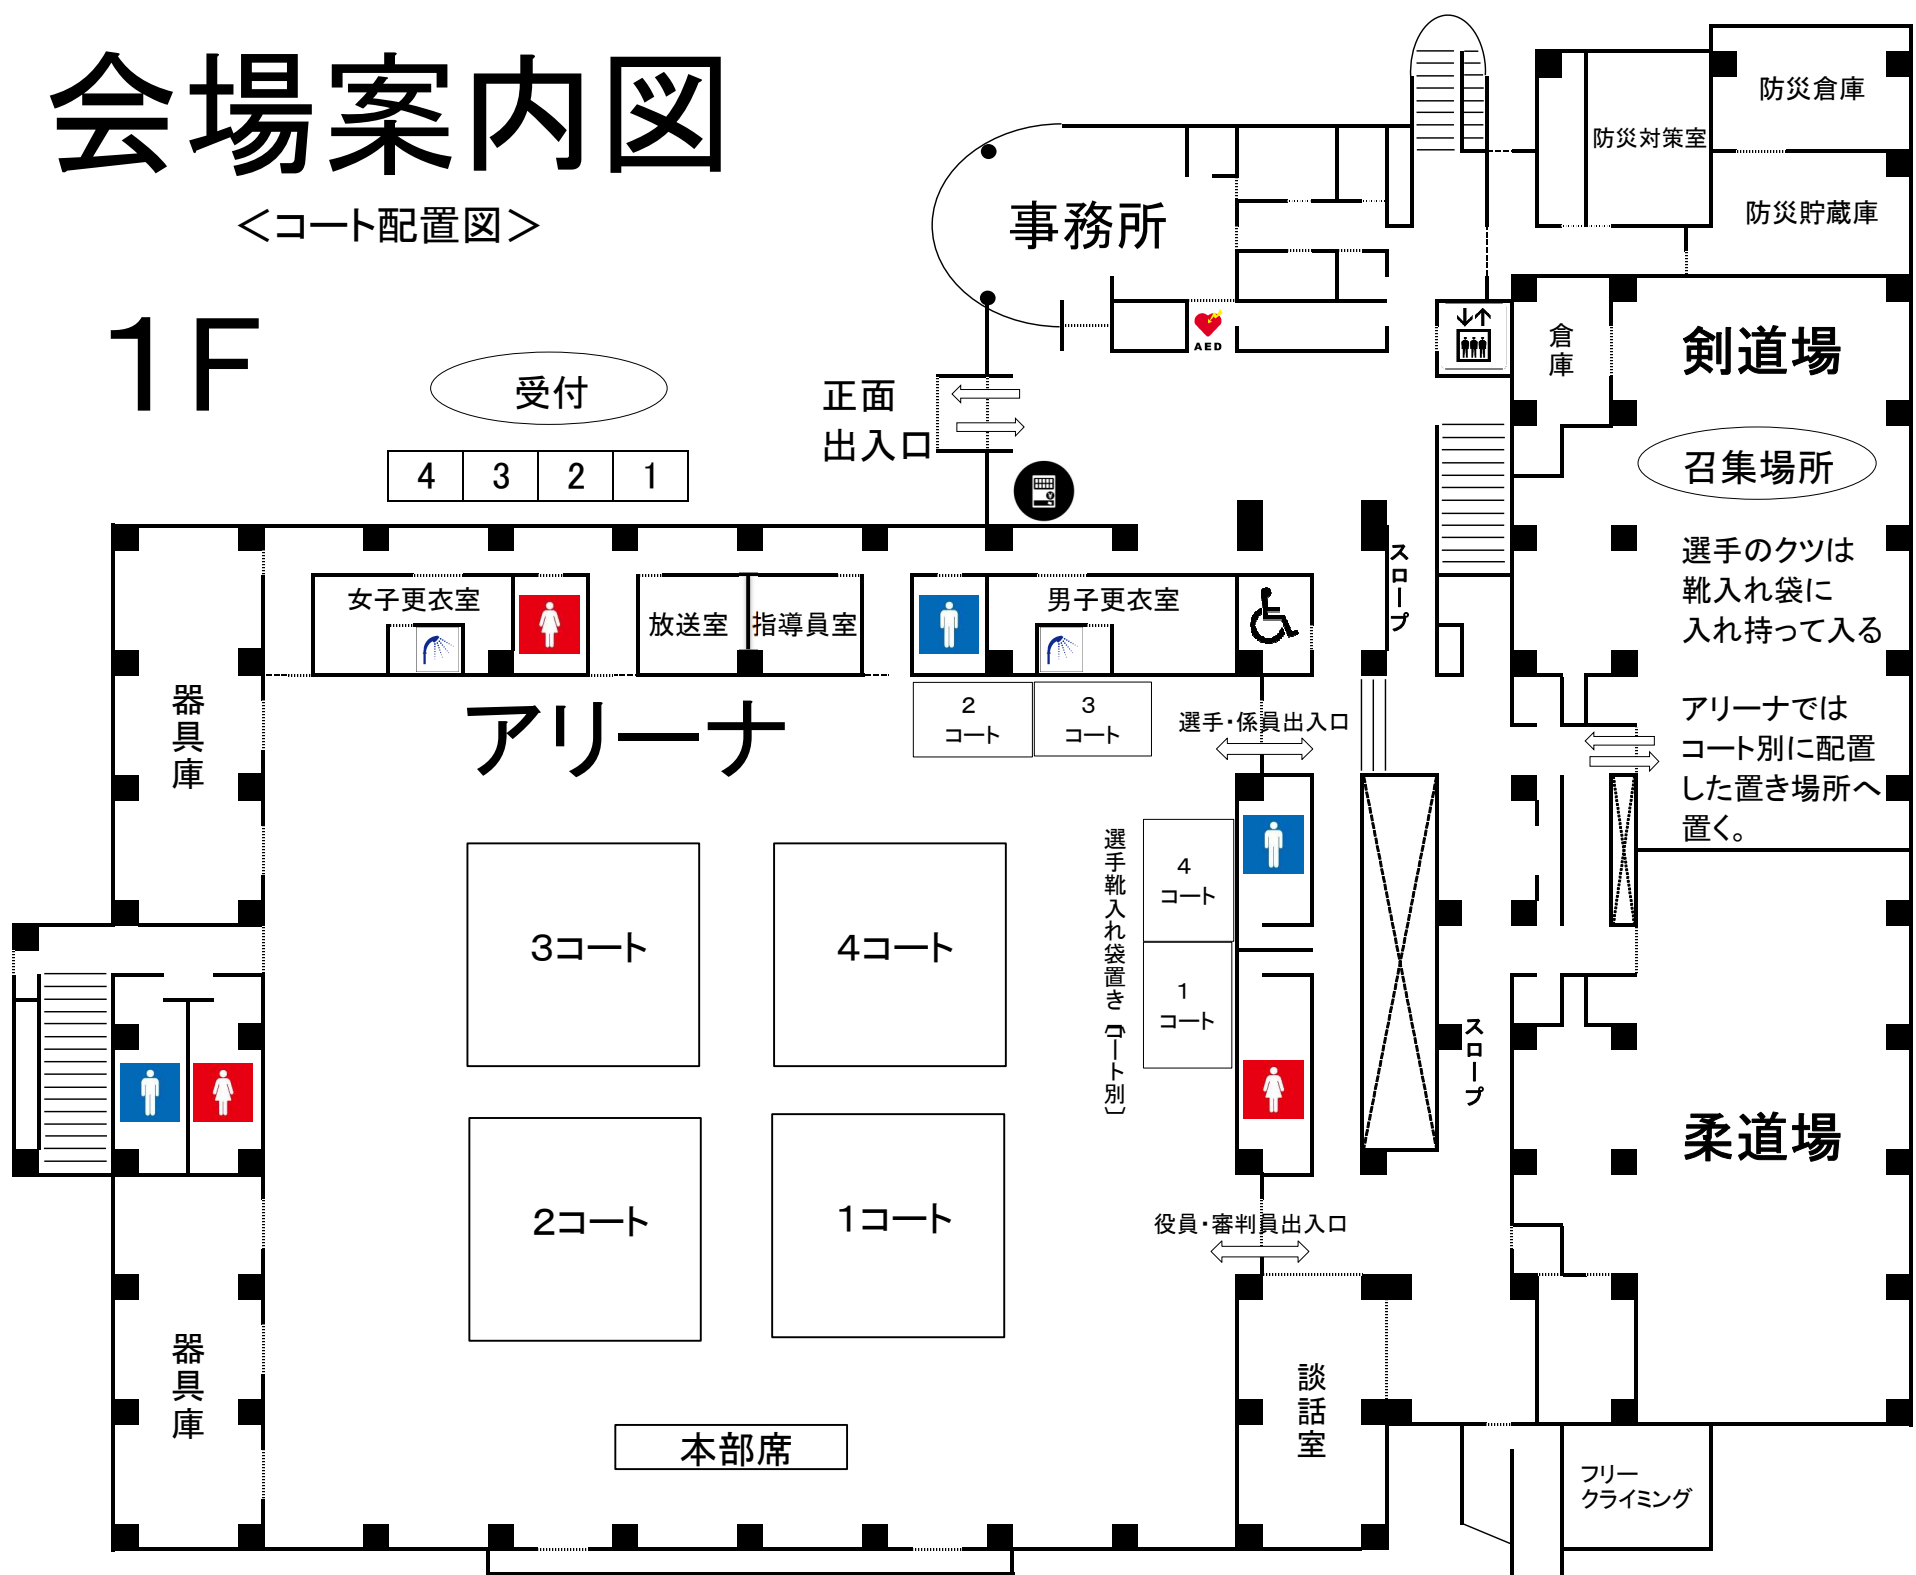 会場案内図
＜コート配置図＞
１Ｆ
受付
4 3 2 1
正面
出入口
事務所
AED
防災対策室
防災倉庫
防災貯蔵庫
倉庫
剣道場
召集場所
選手のクツは
靴入れ袋に
入れ持って入る
アリーナでは
コート別に配置
した置き場所へ
置く。
スロープ
女子更衣室
放送室
指導員室
男子更衣室
器具庫
アリーナ
2
コート
3
コート
選手・係員出入口
選手靴入れ袋置き〔コート別〕
4
コート
1
コート
3コート
4コート
2コート
1コート
スロープ
柔道場
役員・審判員出入口
器具庫
本部席
談話室
フリー
クライミング